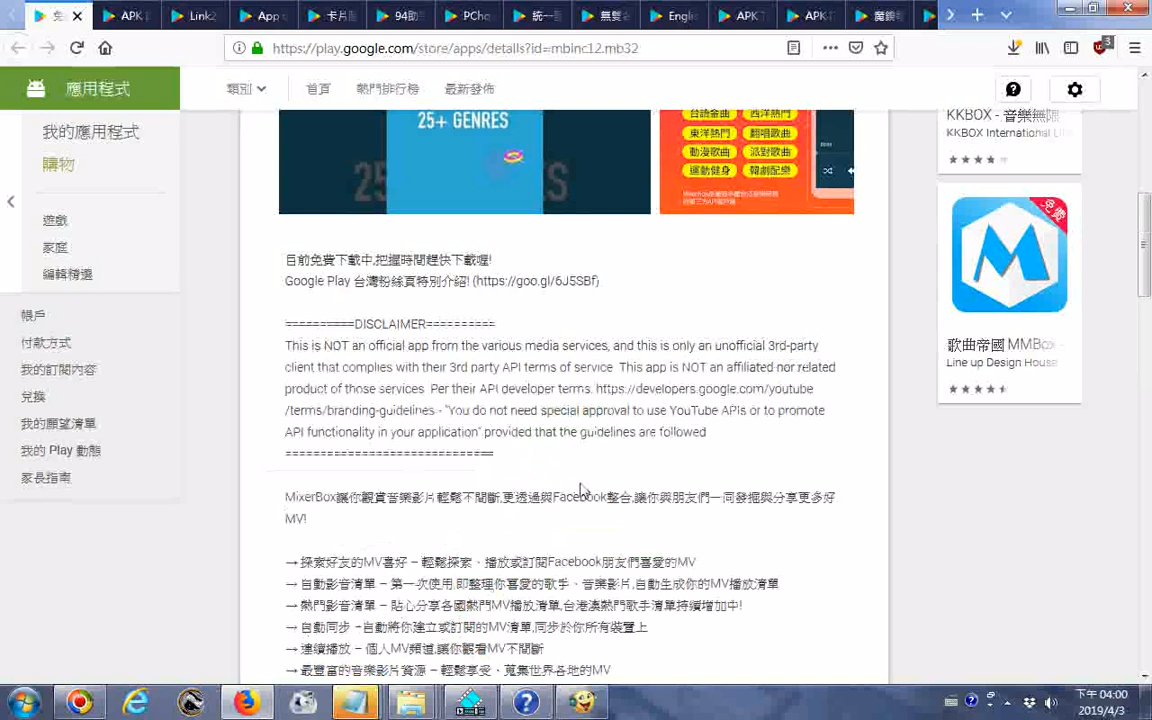 APK
Link2
App
卡片
94助
PCho
統一
無雙
Engli
APK
APK
魔鏡
https://play.google.com/store/apps/details?id=mbinc12.mb32
3
應用程式
類別
首頁
熱門排行榜
最新發佈
我的應用程式
購物
遊戲
家庭
編輯精選
帳戶
付款方式
我的訂閱內容
兌換
我的願望清單
我的 Play 動態
家長指南
25+ GENRES
台語金曲
西洋熱門
東洋熱門
翻唱歌曲
動漫歌曲
派對歌曲
運動健身
韓劇配樂
目前免費下載中,把握時間趕快下載喔!
Google Play 台灣粉絲頁特別介紹! (https://goo.gl/6J5SBf)
==========DISCLAIMER==========
This is NOT an official app from the various media services, and this is only an unofficial 3rd-party
client that complies with their 3rd party API terms of service. This app is NOT an affiliated nor related
product of those services. Per their API developer terms. https://developers.google.com/youtube
/terms/branding-guidelines - "You do not need special approval to use YouTube APIs or to promote
API functionality in your application" provided that the guidelines are followed
==============================
MixerBox讓你觀賞音樂影片輕鬆不間斷,更透過與Facebook整合,讓你與朋友們一同發掘與分享更多好
MV!
→ 探索好友的MV喜好 – 輕鬆探索、播放或訂閱Facebook朋友們喜愛的MV
→ 自動影音清單 – 第一次使用,即整理你喜愛的歌手、音樂影片,自動生成你的MV播放清單
→ 熱門影音清單 – 貼心分享各國熱門MV播放清單,台港澳熱門歌手清單持續增加中!
→ 自動同步 –自動將你建立或訂閱的MV清單,同步於你所有裝置上
→ 連續播放 – 個人MV頻道,讓你觀看MV不間斷
→ 最豐富的音樂影片資源 – 輕鬆享受、蒐集世界各地的MV
KKBOX - 音樂無限
KKBOX International L
免費
歌曲帝國 MMBox
Line up Design House
下午 04:00
2019/4/3